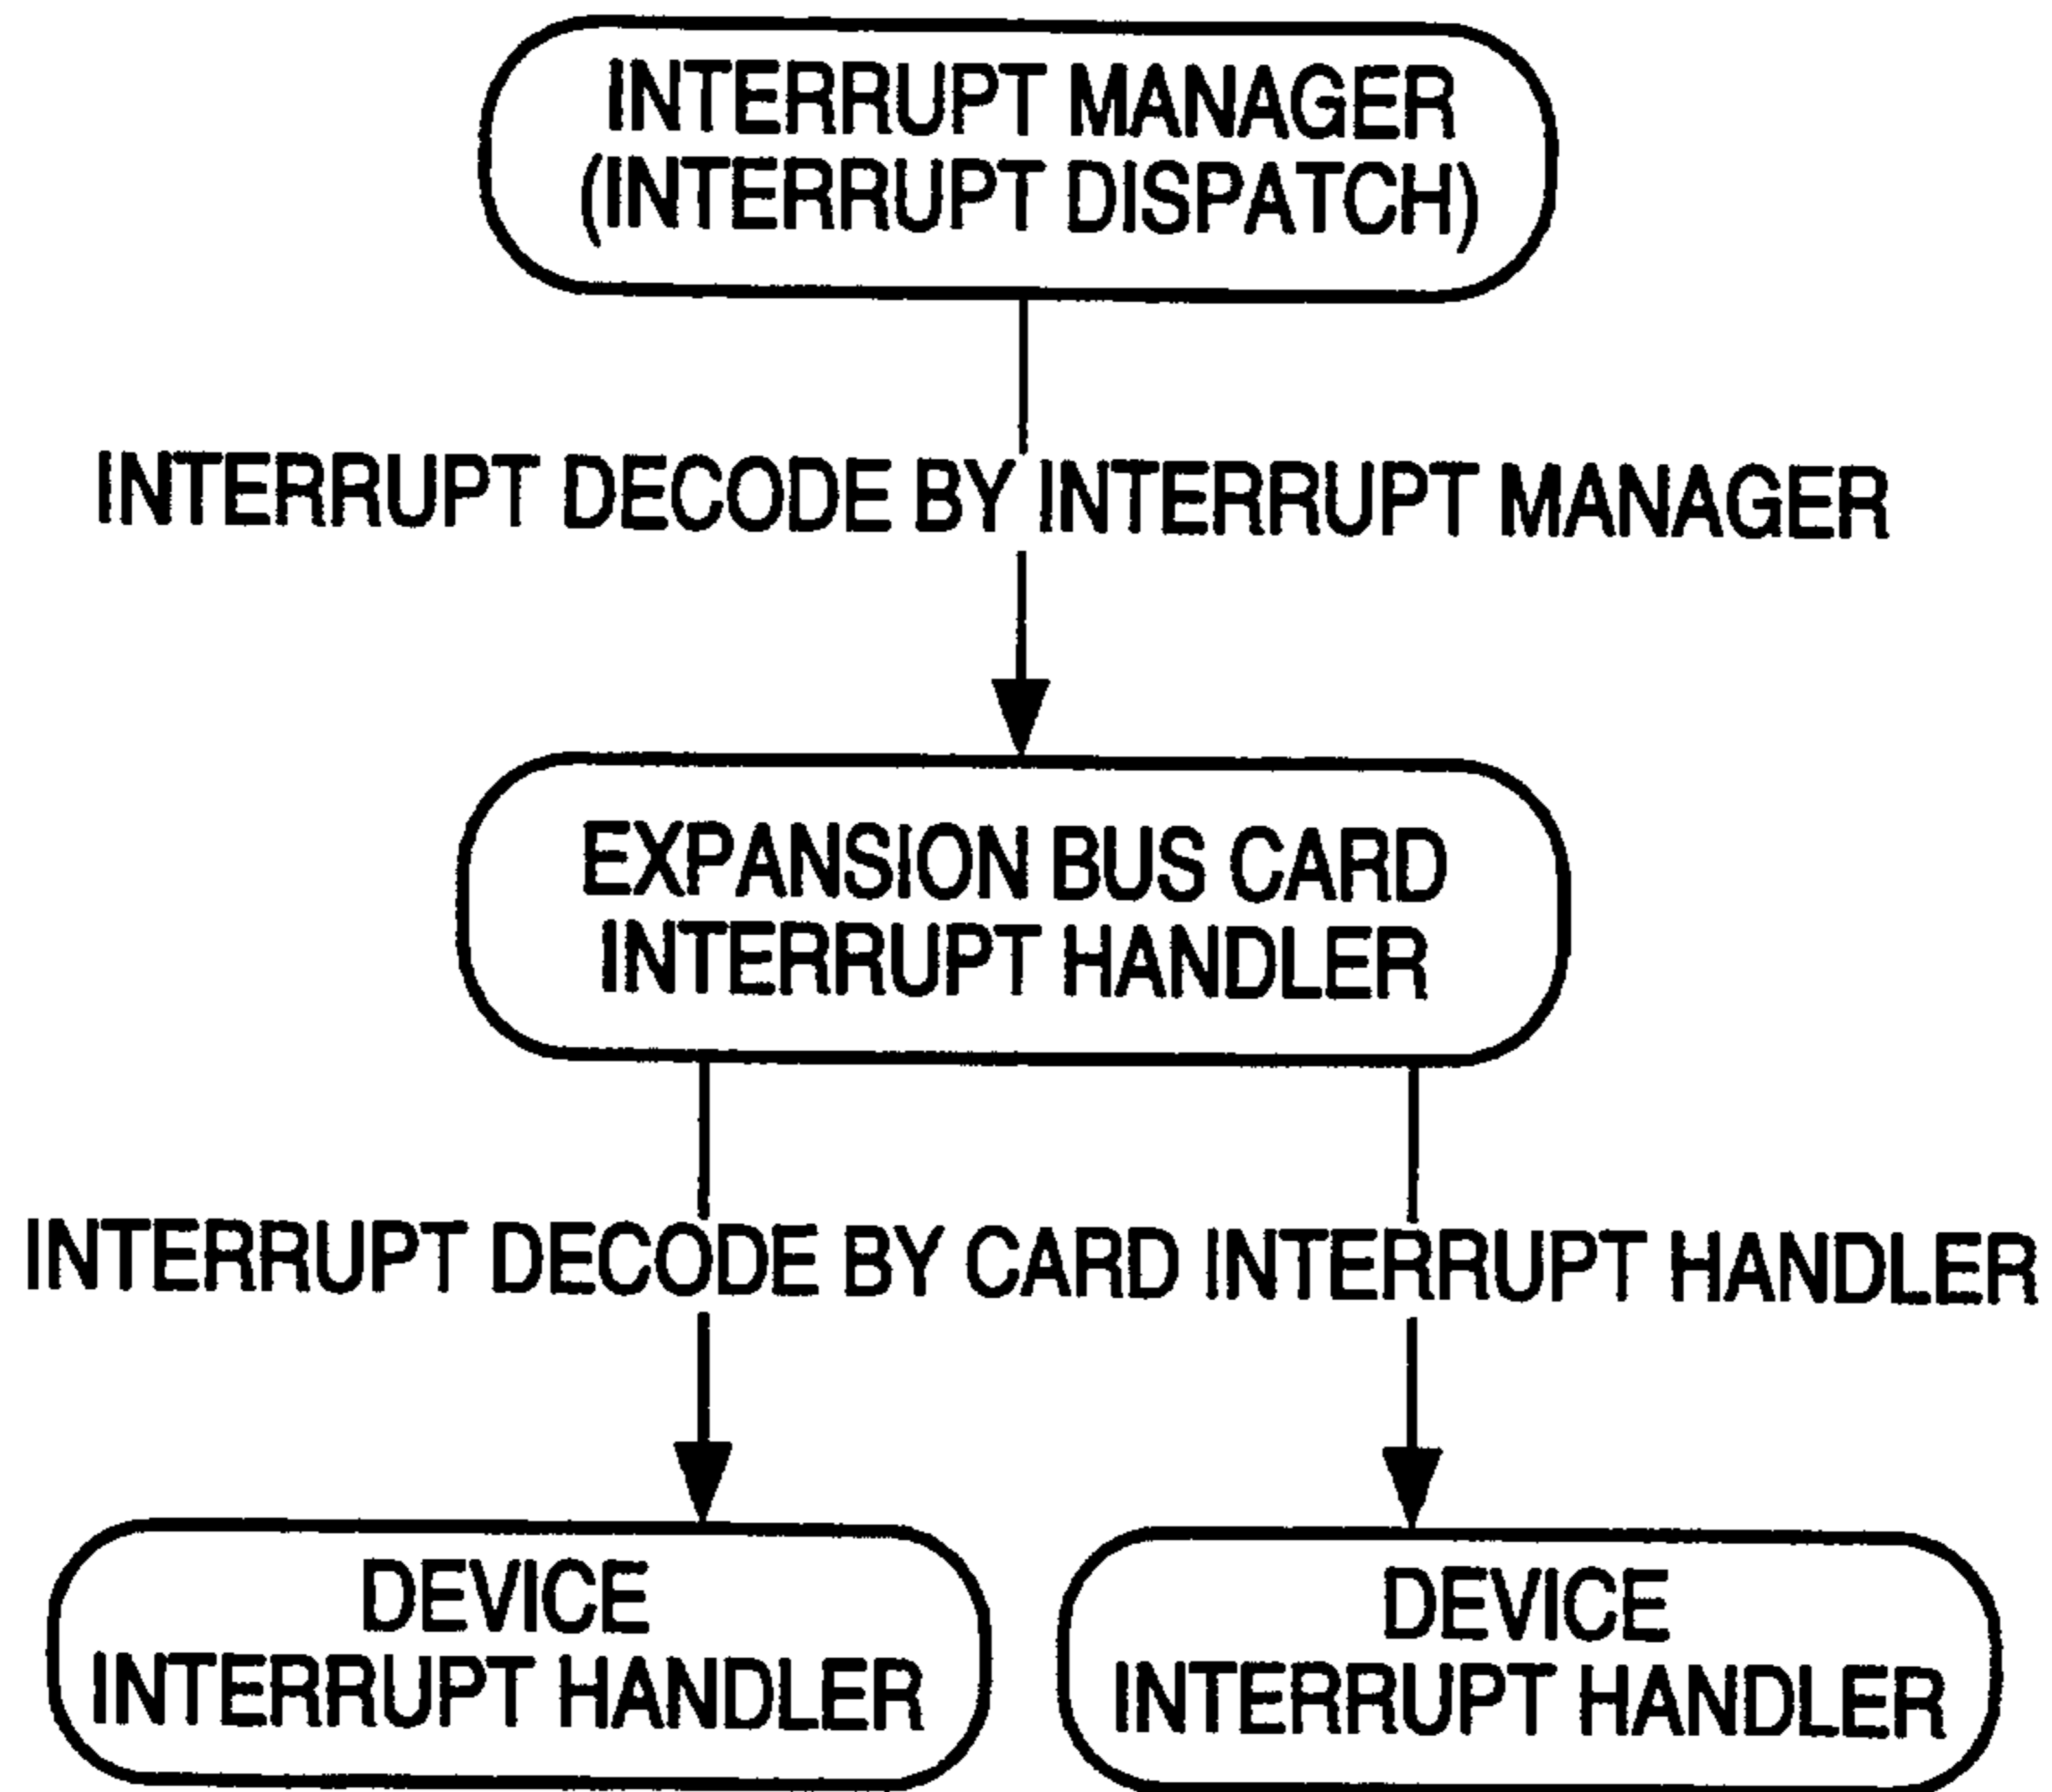 INTERRUPT MANAGER
(INTERRUPT DISPATCH)
INTERRUPT DECODE BY INTERRUPT MANAGER
EXPANSION BUS CARD
INTERRUPT HANDLER
INTERRUPT DECODE BY CARD INTERRUPT HANDLER
DEVICE
INTERRUPT HANDLER
DEVICE
INTERRUPT HANDLER